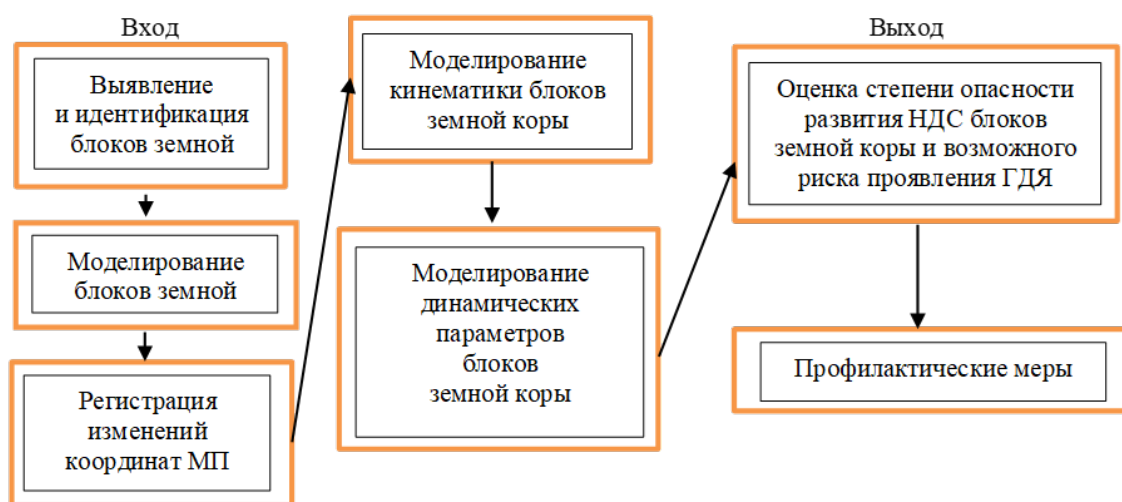 Вход
Выявление
и идентификация
блоков земной
Моделирование
блоков земной
Регистрация
изменений
координат МП
Моделирование
кинематики блоков
земной коры
Моделирование
динамических
параметров
блоков
земной коры
Выход
Оценка степени опасности
развития НДС блоков
земной коры и возможного
риска проявления ГДЯ
Профилактические меры